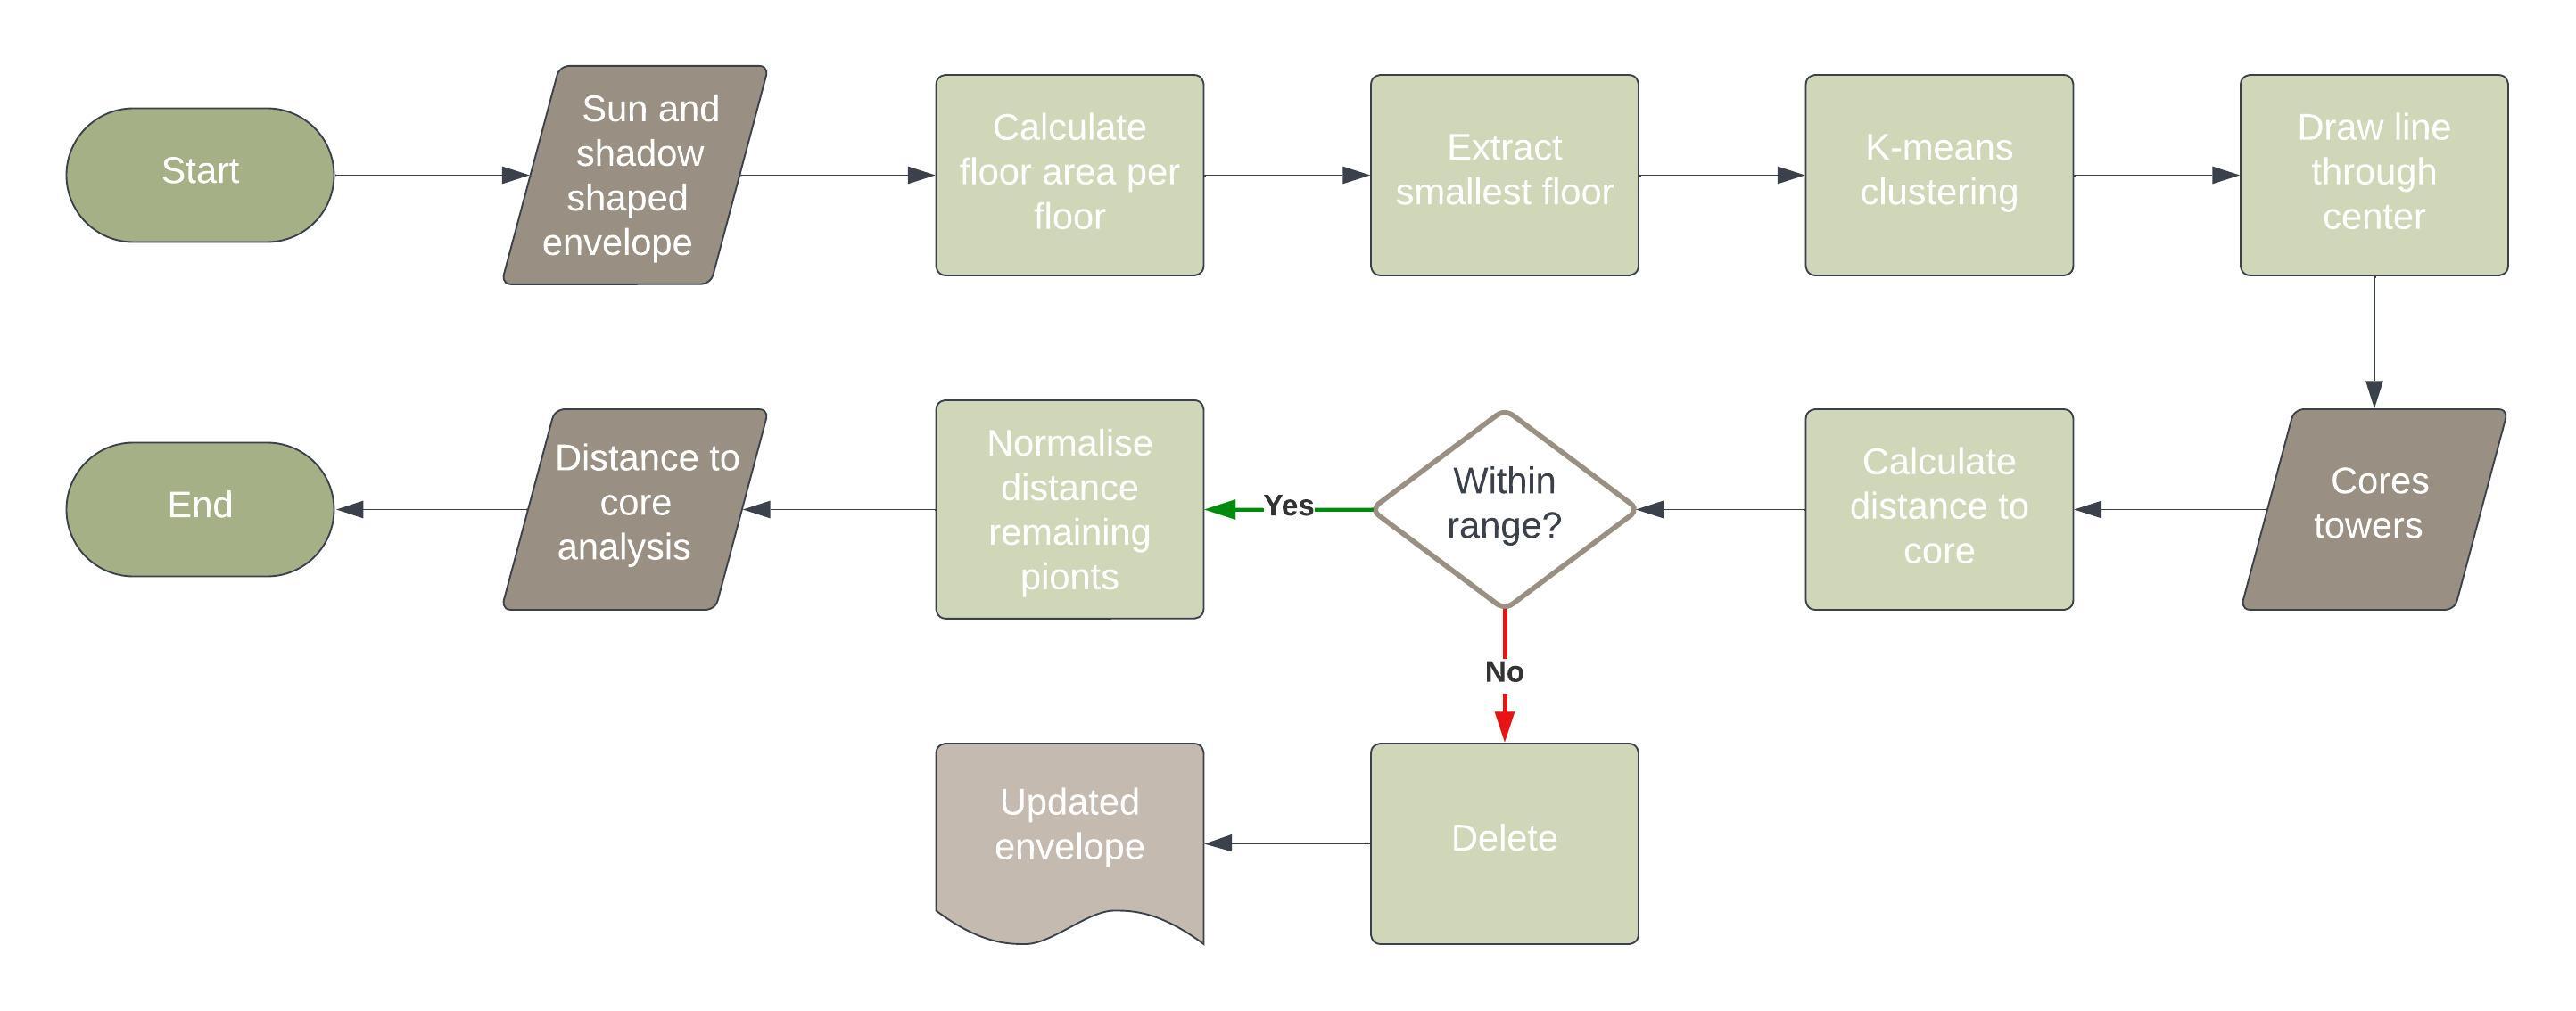 Start
Sun and
shadow
shaped
envelope
Calculate
floor area per
floor
Extract
smallest floor
K-means
clustering
Draw line
through
center
End
Distance to
core
analysis
Normalise
distance
remaining
pionts
Yes
Within
range?
Calculate
distance to
core
Cores
towers
No
Updated
envelope
Delete